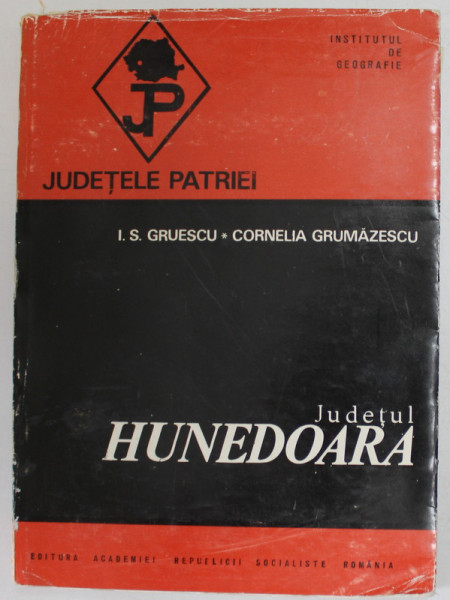 INSTITUTUL
DE
GEOGRAFIE
JP
JUDEȚELE PATRIEI
I. S. GRUESCU * CORNELIA GRUMĂZESCU
Județul
HUNEDOARA
EDITURA ACADEMIEI REPUBLICII SOCIALISTE ROMÂNIA